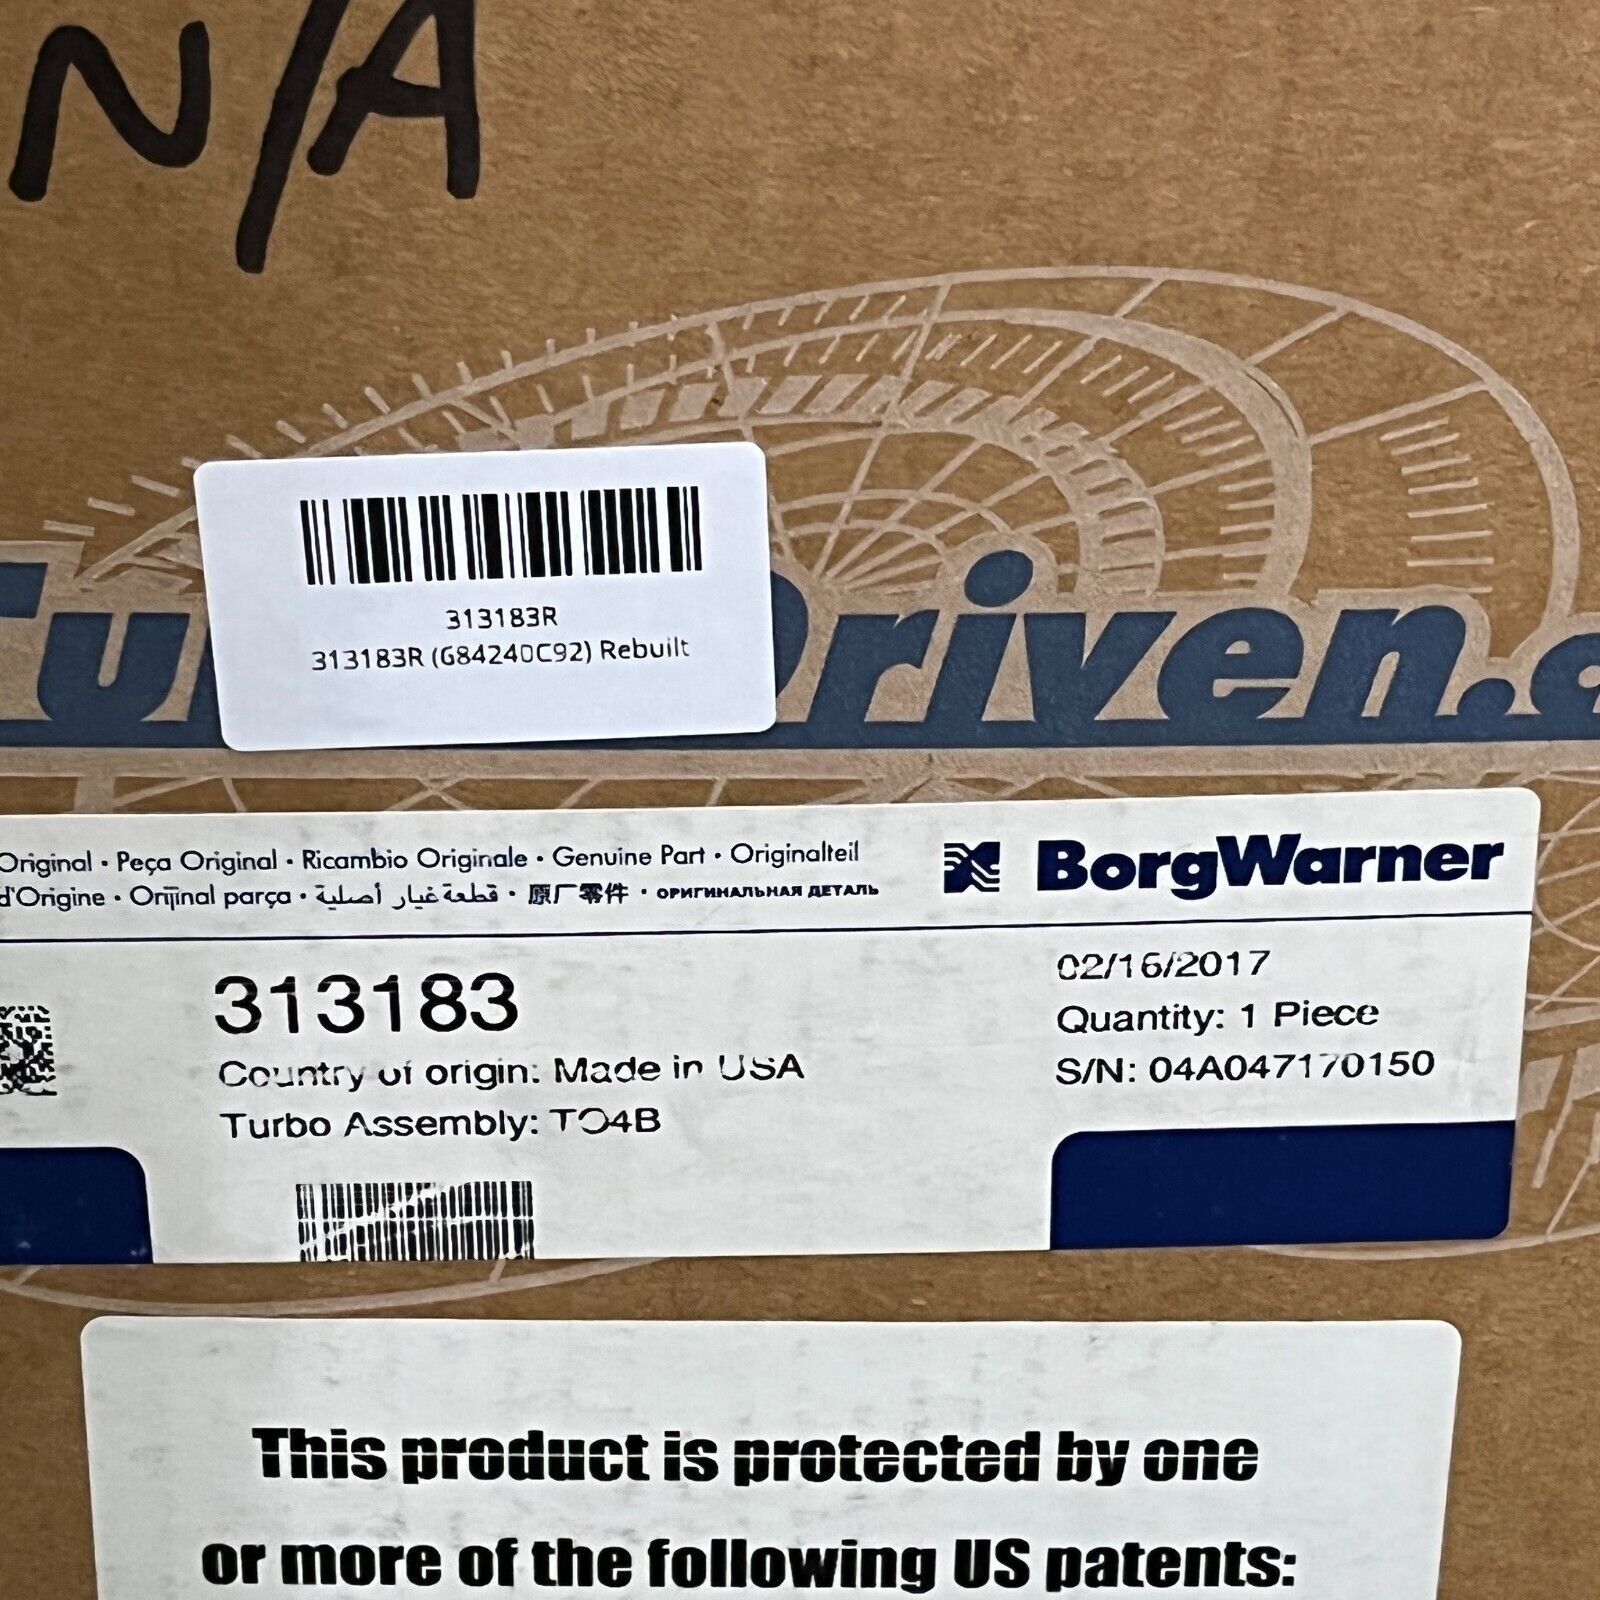 N/A
313183R
313183R (684240C92) Rebuilt
Driven.
Original • Peça Original • Ricambio Originale • Genuine Part • Originalteil
d'Origine • Orijinal parça • قطعة غيار أصلية • 原厂零件 • ОРИГИНАЛЬНАЯ ДЕТАЛЬ
BorgWarner
313183
Country of origin: Made in USA
Turbo Assembly: TO4B
02/16/2017
Quantity: 1 Piece
S/N: 04A047170150
This product is protected by one
or more of the following US patents: